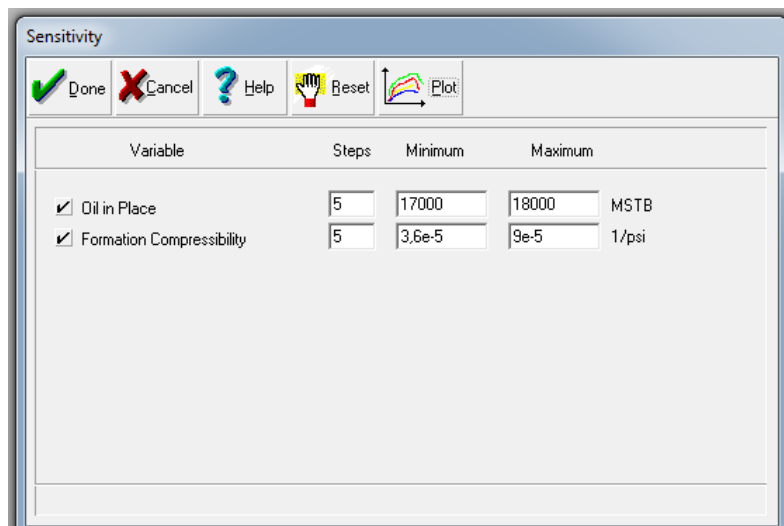 Sensitivity
Done Cancel Help Reset Plot
Variable Steps Minimum Maximum
Oil in Place 5 17000 18000 MSTB
Formation Compressibility 5 3,6e-5 9e-5 1/psi